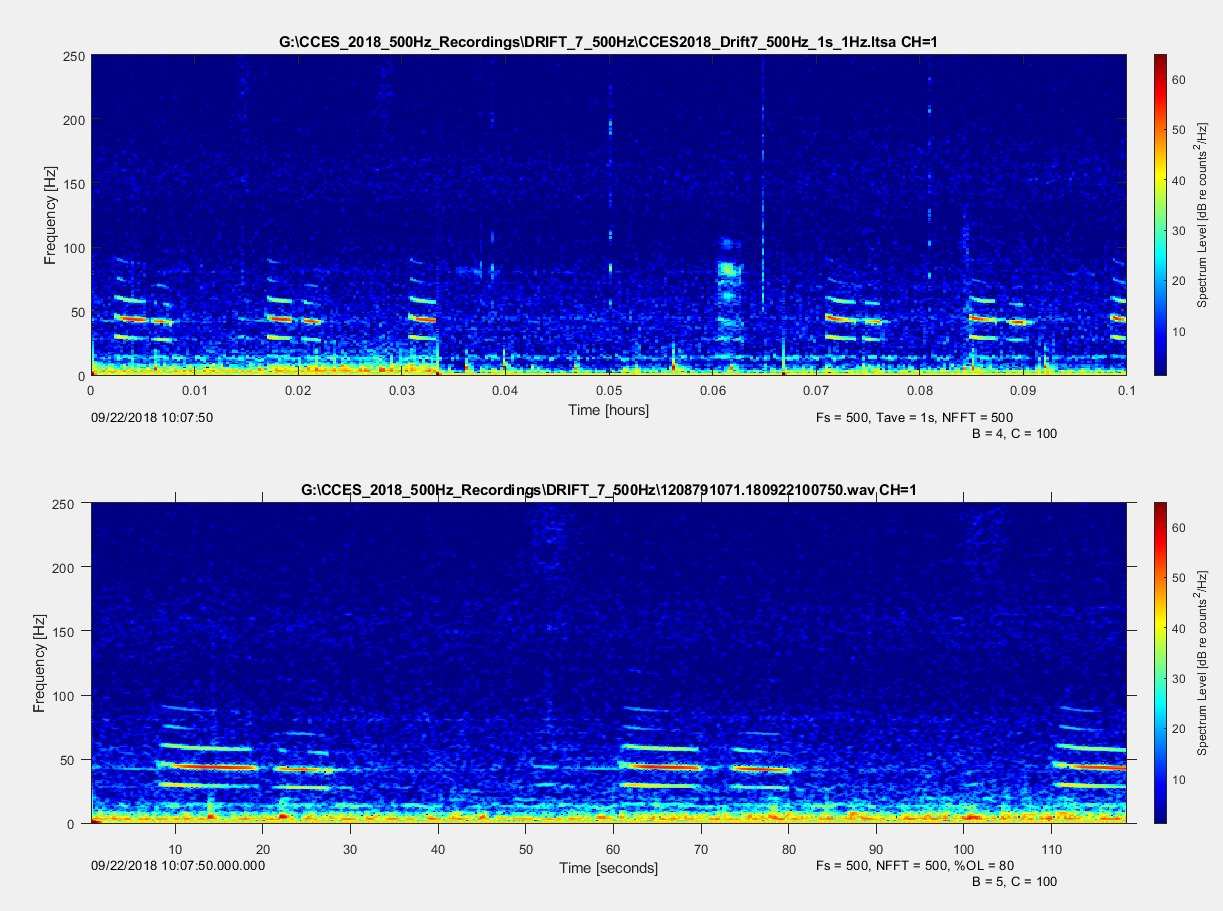 G:\CCES_2018_500Hz_Recordings\DRIFT_7_500Hz\CCES2018_Drift7_500Hz_1s_1Hz.ltsa CH=1
250
200
150
100
50
0
Frequency [Hz]
0 0.01 0.02 0.03 0.04 0.05 0.06 0.07 0.08 0.09 0.1
Time [hours]
09/22/2018 10:07:50
Fs = 500, Tave = 1s, NFFT = 500
B = 4, C = 100
60
50
40
30
20
10
Spectrum Level [dB re counts²/Hz]
G:\CCES_2018_500Hz_Recordings\DRIFT_7_500Hz\1208791071.180922100750.wav CH=1
250
200
150
100
50
0
Frequency [Hz]
10 20 30 40 50 60 70 80 90 100 110
Time [seconds]
09/22/2018 10:07:50.000.000
Fs = 500, NFFT = 500, %OL = 80
B = 5, C = 100
60
50
40
30
20
10
Spectrum Level [dB re counts²/Hz]